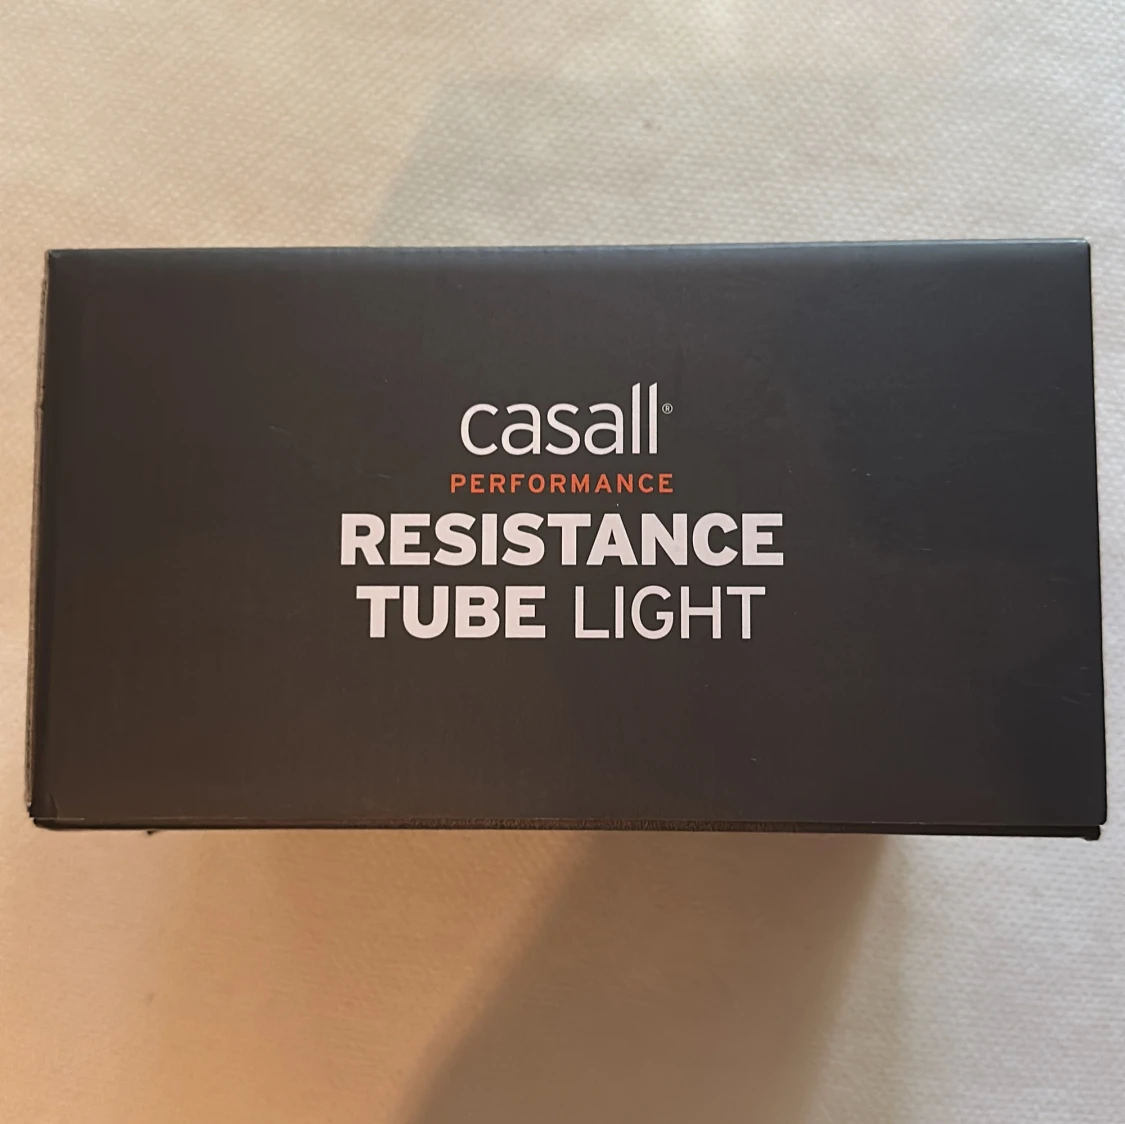 casall®
PERFORMANCE
RESISTANCE
TUBE LIGHT